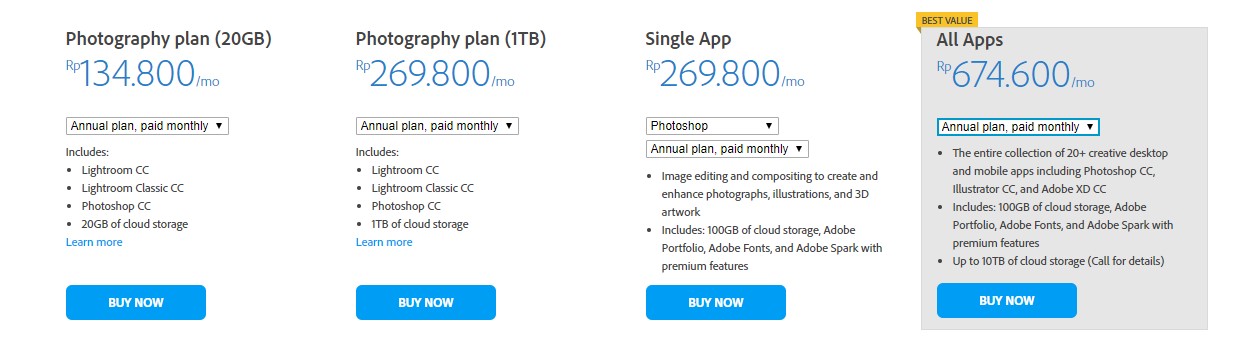 Photography plan (20GB)
Rp134.800/mo
Annual plan, paid monthly ▼
Includes:
• Lightroom CC
• Lightroom Classic CC
• Photoshop CC
• 20GB of cloud storage
Learn more
BUY NOW
Photography plan (1TB)
Rp269.800/mo
Annual plan, paid monthly ▼
Includes:
• Lightroom CC
• Lightroom Classic CC
• Photoshop CC
• 1TB of cloud storage
Learn more
BUY NOW
Single App
Rp269.800/mo
Photoshop ▼
Annual plan, paid monthly ▼
• Image editing and compositing to create and
enhance photographs, illustrations, and 3D
artwork
• Includes: 100GB of cloud storage, Adobe
Portfolio, Adobe Fonts, and Adobe Spark with
premium features
BUY NOW
BEST VALUE
All Apps
Rp674.600/mo
Annual plan, paid monthly ▼
• The entire collection of 20+ creative desktop
and mobile apps including Photoshop CC,
Illustrator CC, and Adobe XD CC
• Includes: 100GB of cloud storage, Adobe
Portfolio, Adobe Fonts, and Adobe Spark with
premium features
• Up to 10TB of cloud storage (Call for details)
BUY NOW